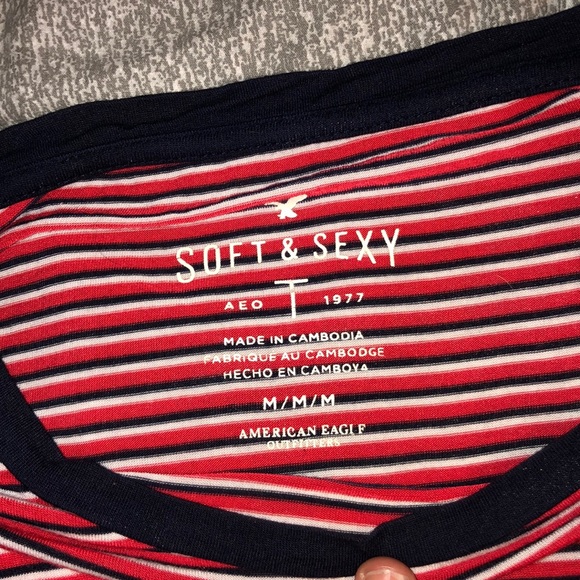 SOFT & SEXY
T
AEO 1977
MADE IN CAMBODIA
FABRIQUE AU CAMBODGE
HECHO EN CAMBOYA
M/M/M
AMERICAN EAGLE
OUTFITTERS